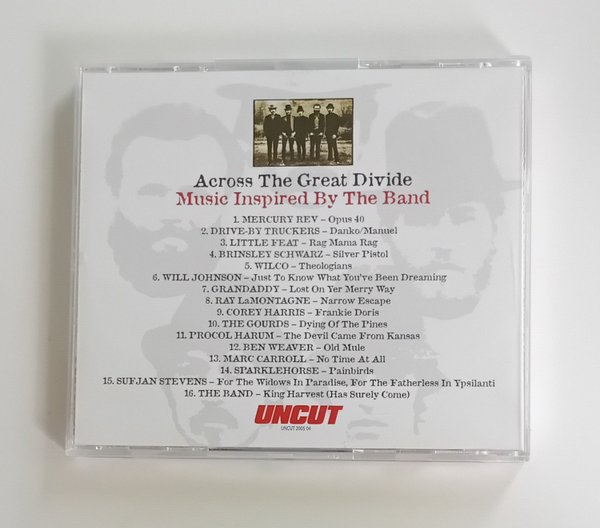 Across The Great Divide
Music Inspired By The Band
1. MERCURY REV – Opus 40
2. DRIVE-BY TRUCKERS – Danko/Manuel
3. LITTLE FEAT – Rag Mama Rag
4. BRINSLEY SCHWARZ – Silver Pistol
5. WILCO – Theologians
6. WILL JOHNSON – Just To Know What You've Been Dreaming
7. GRANDADDY – Lost On Yer Merry Way
8. RAY LaMONTAGNE – Narrow Escape
9. COREY HARRIS – Frankie Doris
10. THE GOURDS – Dying Of The Pines
11. PROCOL HARUM – The Devil Came From Kansas
12. BEN WEAVER – Old Mule
13. MARC CARROLL – No Time At All
14. SPARKLEHORSE – Painbirds
15. SUFJAN STEVENS – For The Widows In Paradise, For The Fatherless In Ypsilanti
16. THE BAND – King Harvest (Has Surely Come)
UNCUT
UNCUT 2005 04